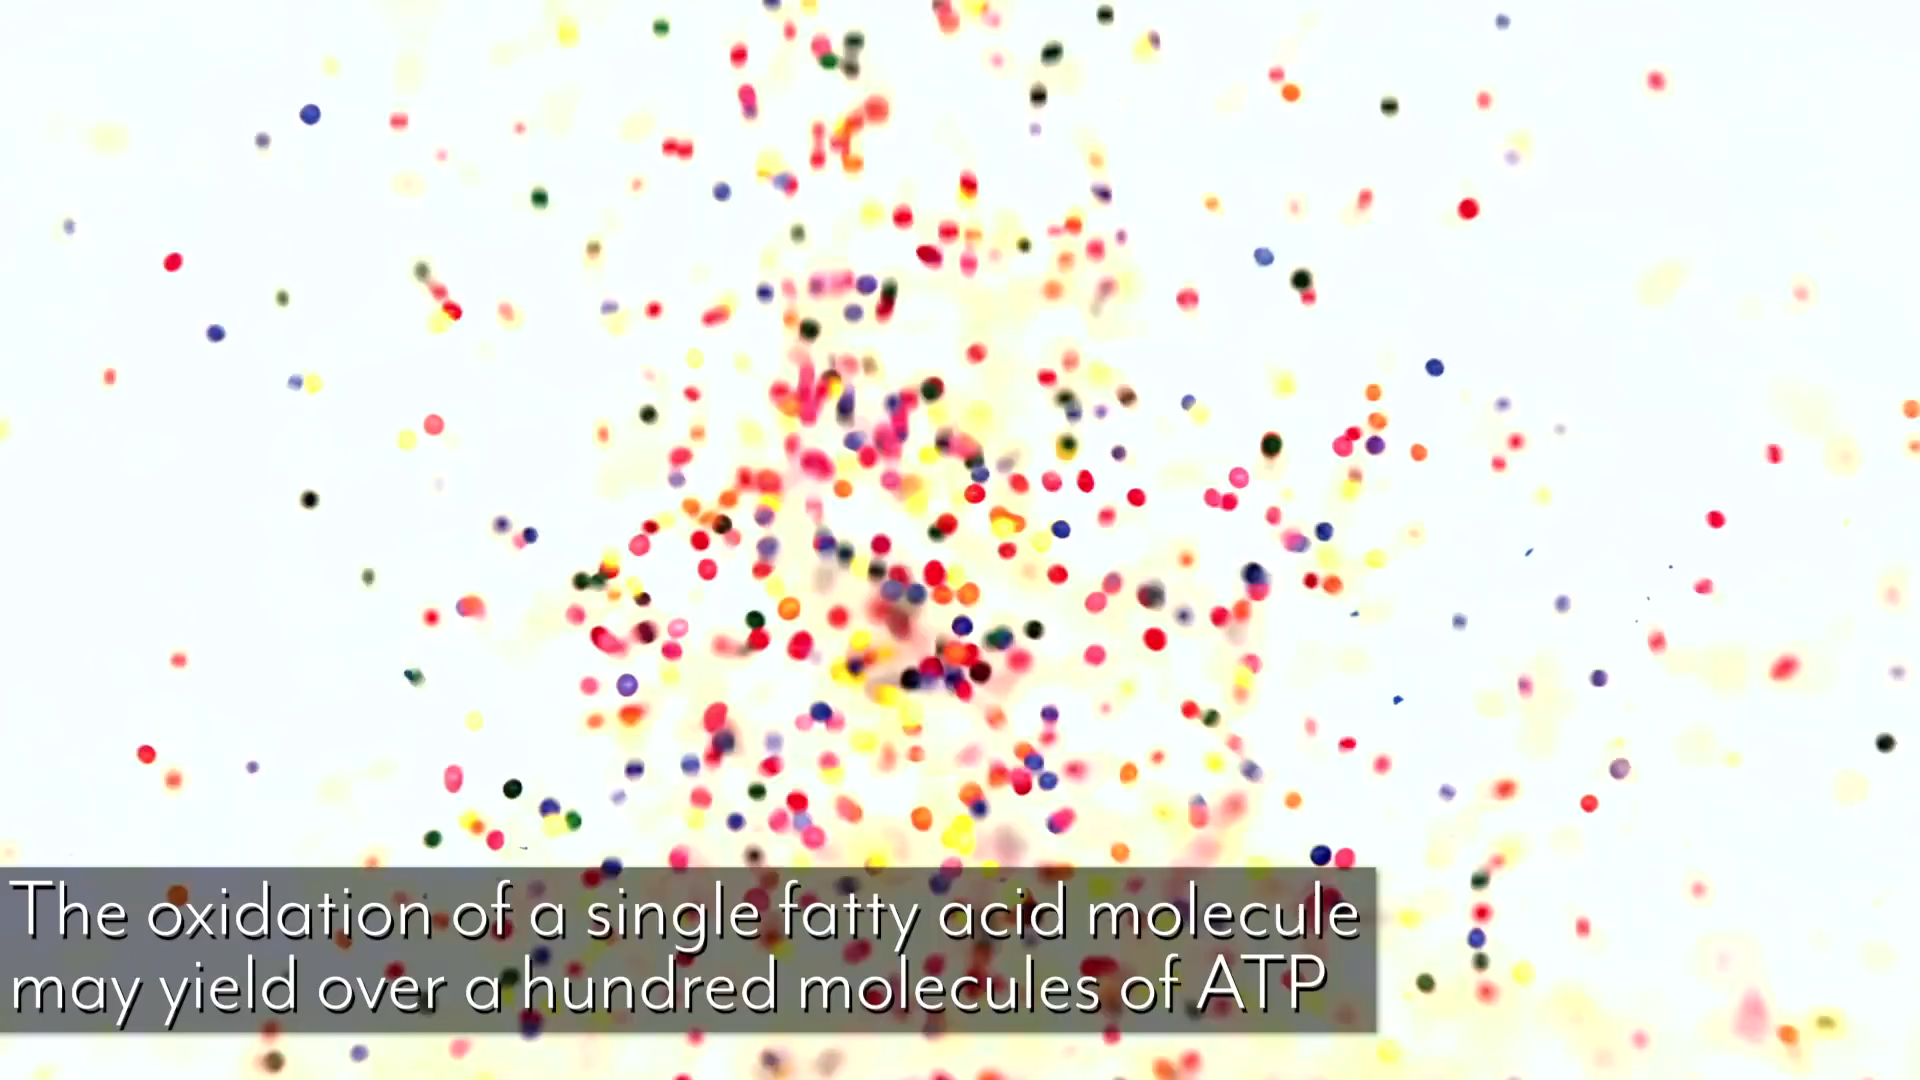 The oxidation of a single fatty acid molecule
may yield over a hundred molecules of ATP